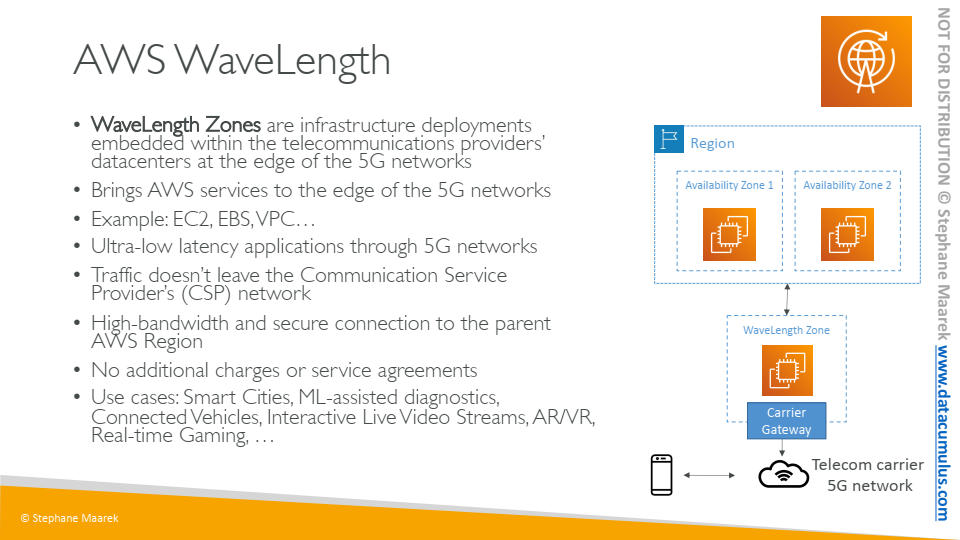 AWS WaveLength
• WaveLength Zones are infrastructure deployments
embedded within the telecommunications providers’
datacenters at the edge of the 5G networks
• Brings AWS services to the edge of the 5G networks
• Example: EC2, EBS, VPC…
• Ultra-low latency applications through 5G networks
• Traffic doesn’t leave the Communication Service
Provider’s (CSP) network
• High-bandwidth and secure connection to the parent
AWS Region
• No additional charges or service agreements
• Use cases: Smart Cities, ML-assisted diagnostics,
Connected Vehicles, Interactive Live Video Streams, AR/VR,
Real-time Gaming, …
Region
Availability Zone 1
Availability Zone 2
WaveLength Zone
Carrier
Gateway
Telecom carrier
5G network
© Stephane Maarek
NOT FOR DISTRIBUTION © Stephane Maarek www.datacumulus.com